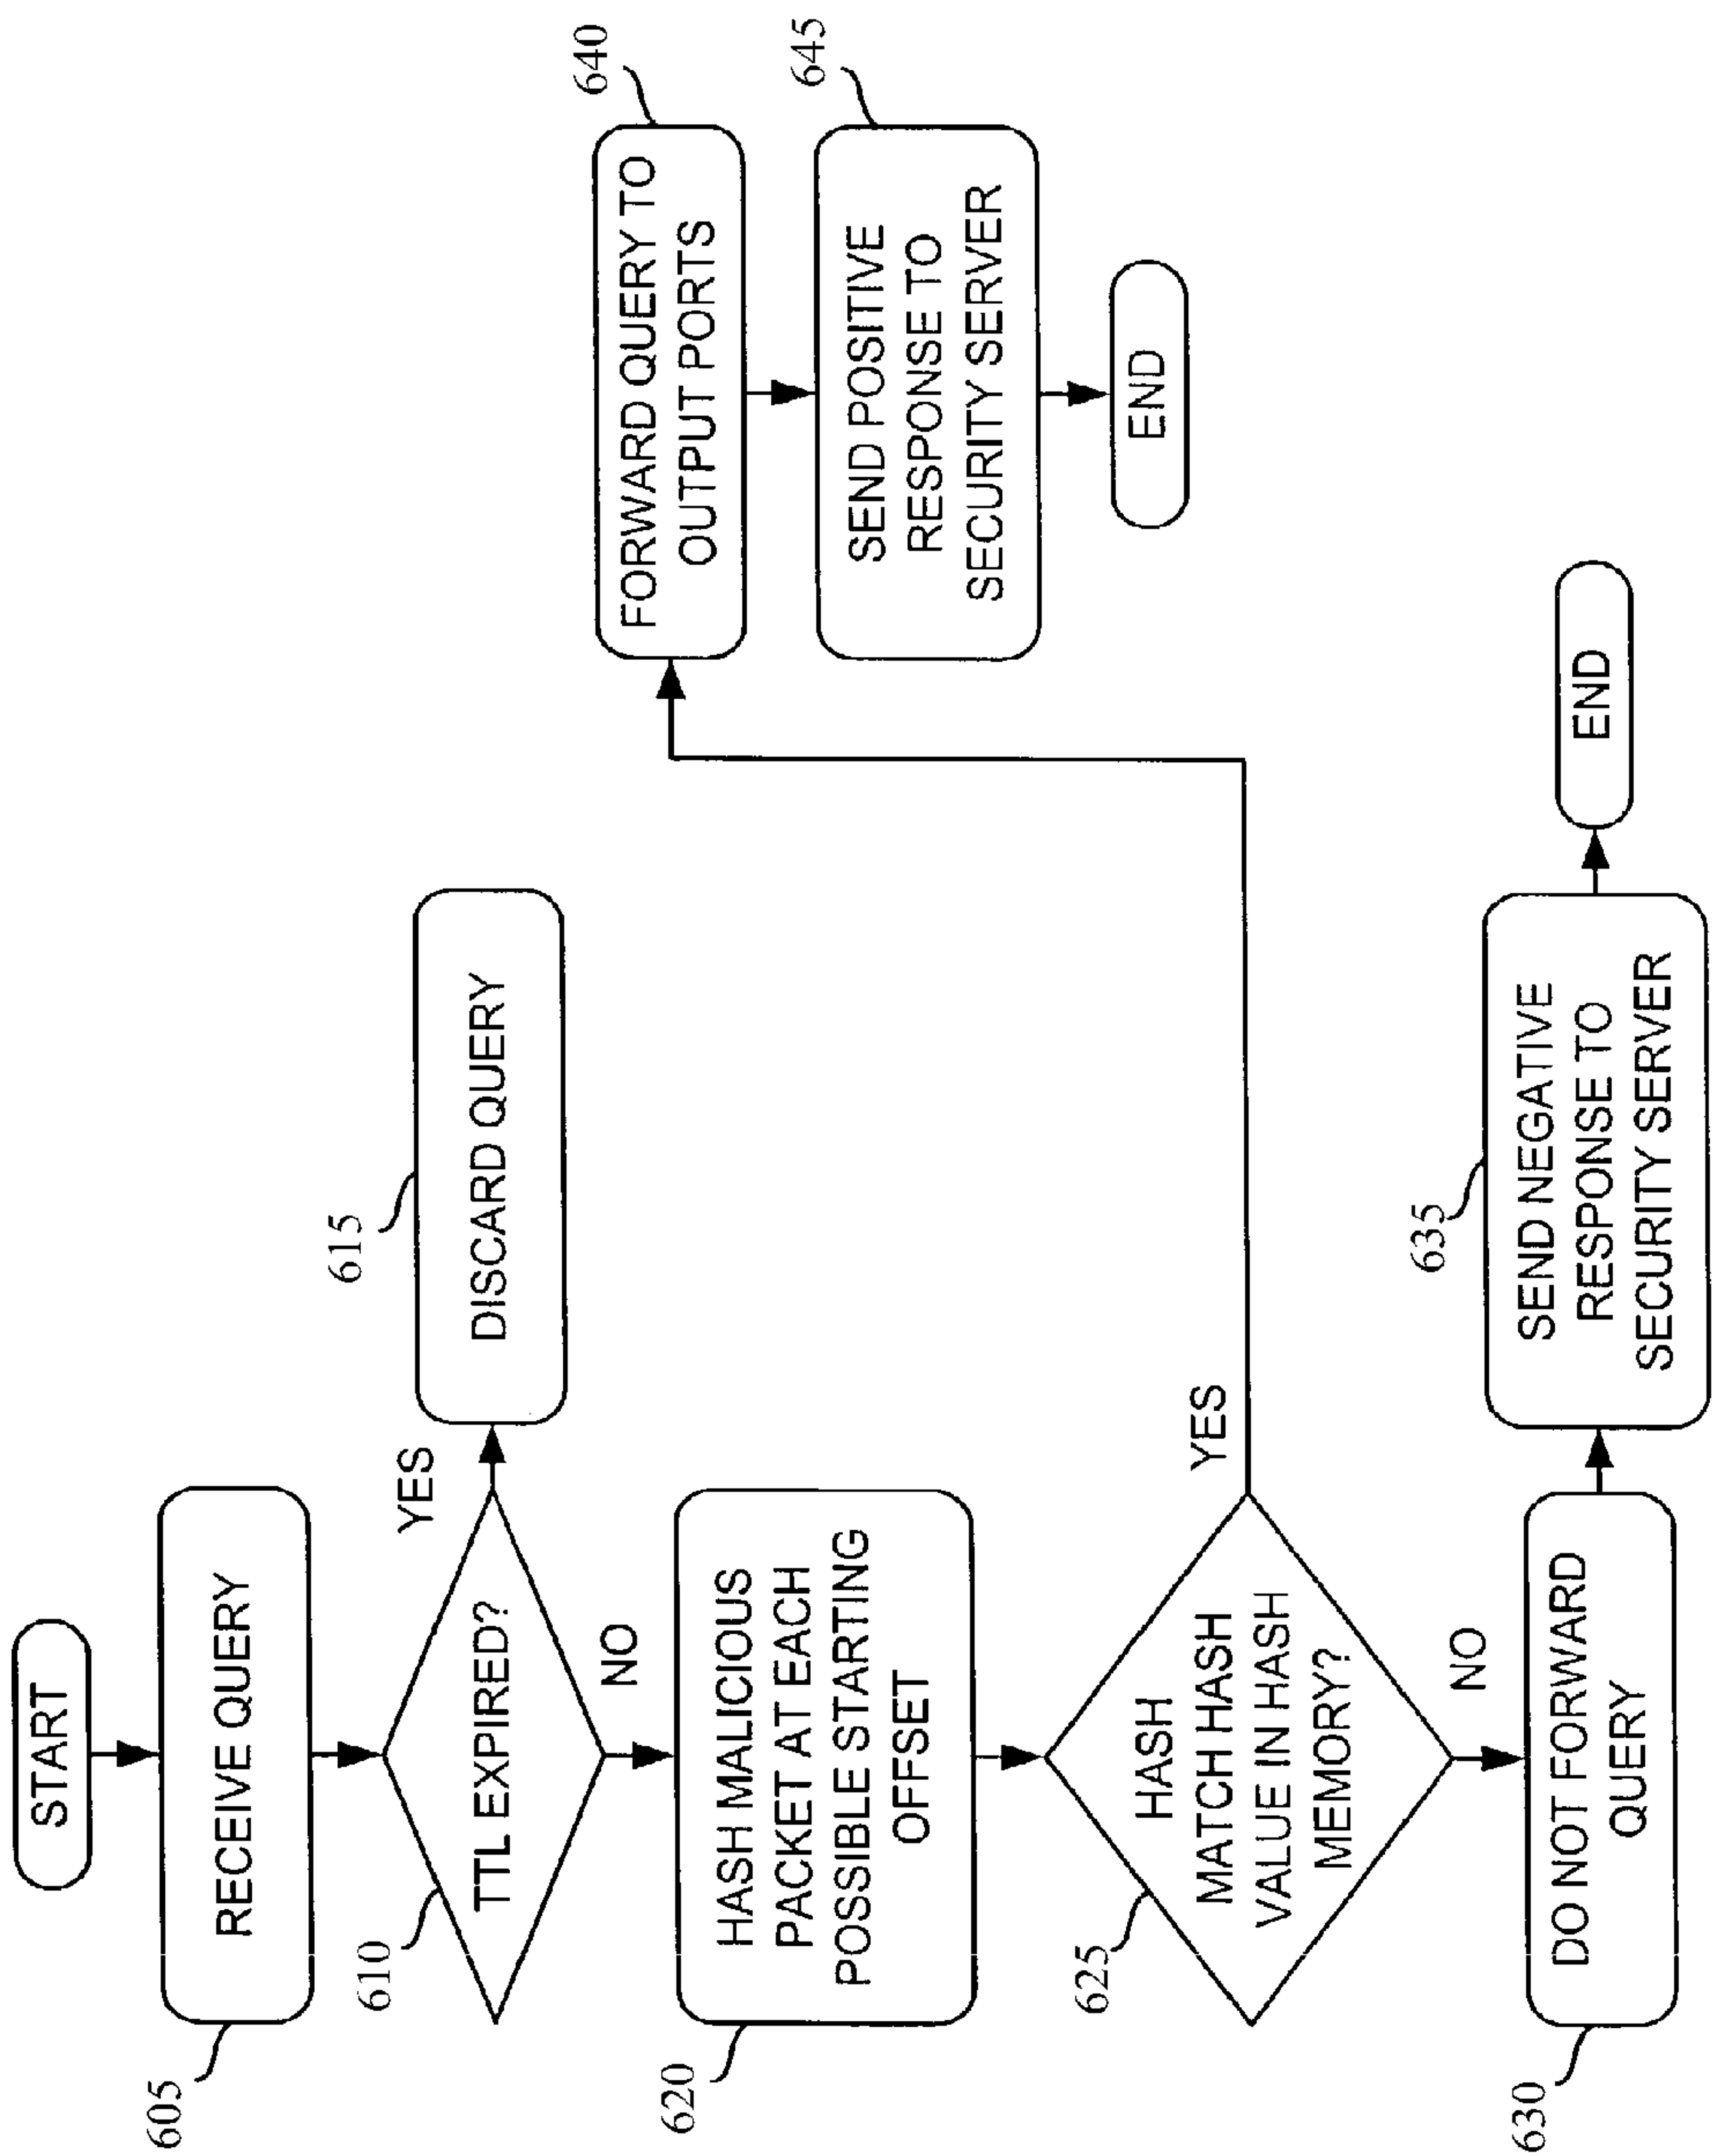 START
605
RECEIVE QUERY
610
TTL EXPIRED?
YES
615
DISCARD QUERY
NO
620
HASH MALICIOUS
PACKET AT EACH
POSSIBLE STARTING
OFFSET
625
HASH
MATCH HASH
VALUE IN HASH
MEMORY?
YES
NO
630
DO NOT FORWARD
QUERY
635
SEND NEGATIVE
RESPONSE TO
SECURITY SERVER
END
640
FORWARD QUERY TO
OUTPUT PORTS
645
SEND POSITIVE
RESPONSE TO
SECURITY SERVER
END